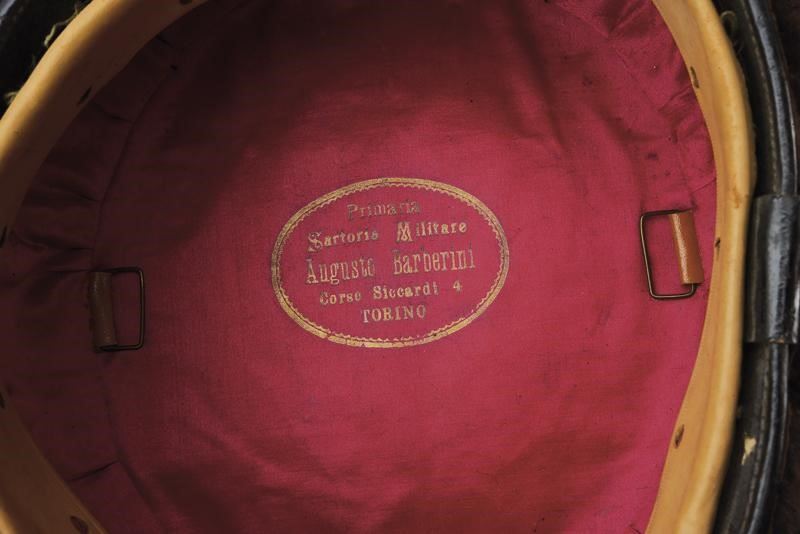 Primaria
Sartoria Militare
Augusto Barberini
Corso Siccardi 4
TORINO